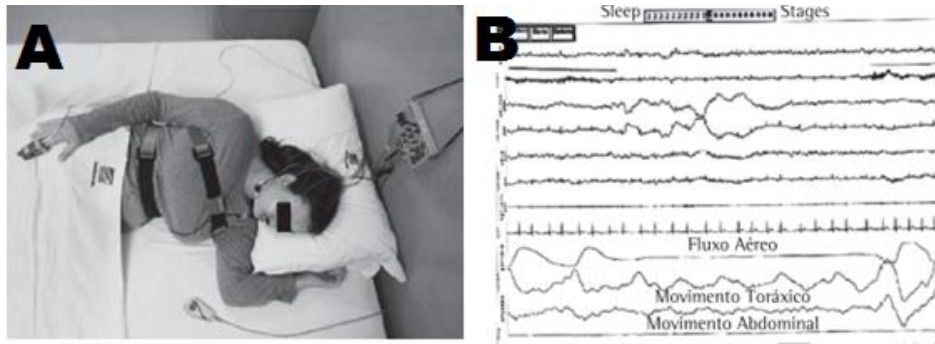 A
B
Sleep Stages
Fluxo Aéreo
Movimento Toráxico
Movimento Abdominal